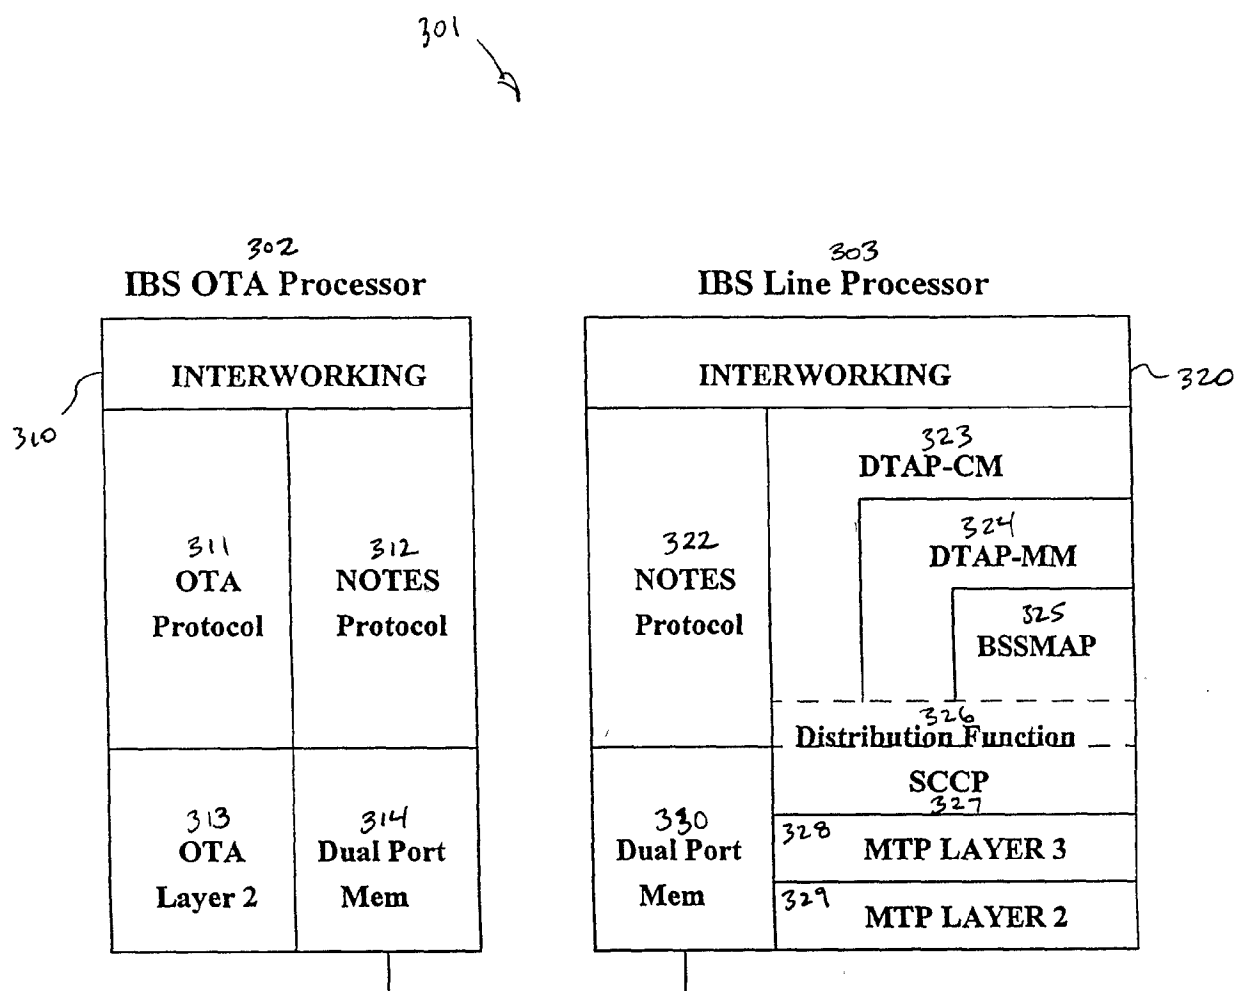 301
302
IBS OTA Processor
INTERWORKING
310
311
OTA
Protocol
312
NOTES
Protocol
313
OTA
Layer 2
314
Dual Port
Mem
303
IBS Line Processor
INTERWORKING
320
322
NOTES
Protocol
323
DTAP-CM
324
DTAP-MM
325
BSSMAP
326
Distribution Function
SCCP
327
330
Dual Port
Mem
328
MTP LAYER 3
329
MTP LAYER 2